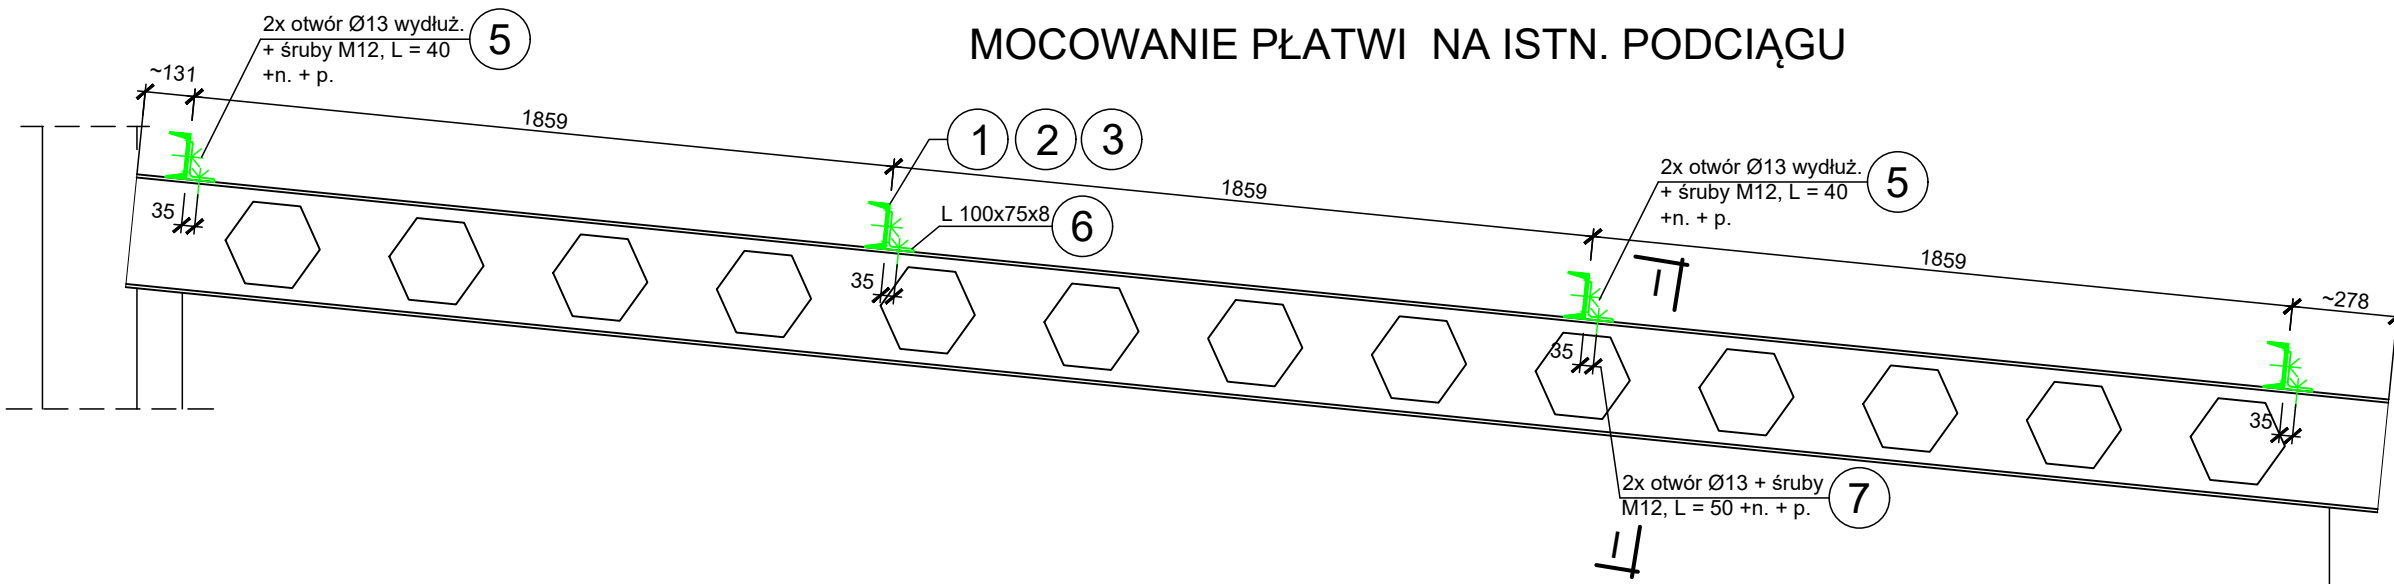 MOCOWANIE PŁATWI NA ISTN. PODCIĄGU
2x otwór Ø13 wydłuż.
+ śruby M12, L = 40
+n. + p.
5
~131
1859
1
2
3
1859
2x otwór Ø13 wydłuż.
+ śruby M12, L = 40
+n. + p.
5
1859
~278
35
L 100x75x8
6
35
I
35
35
2x otwór Ø13 + śruby
M12, L = 50 +n. + p.
7
I